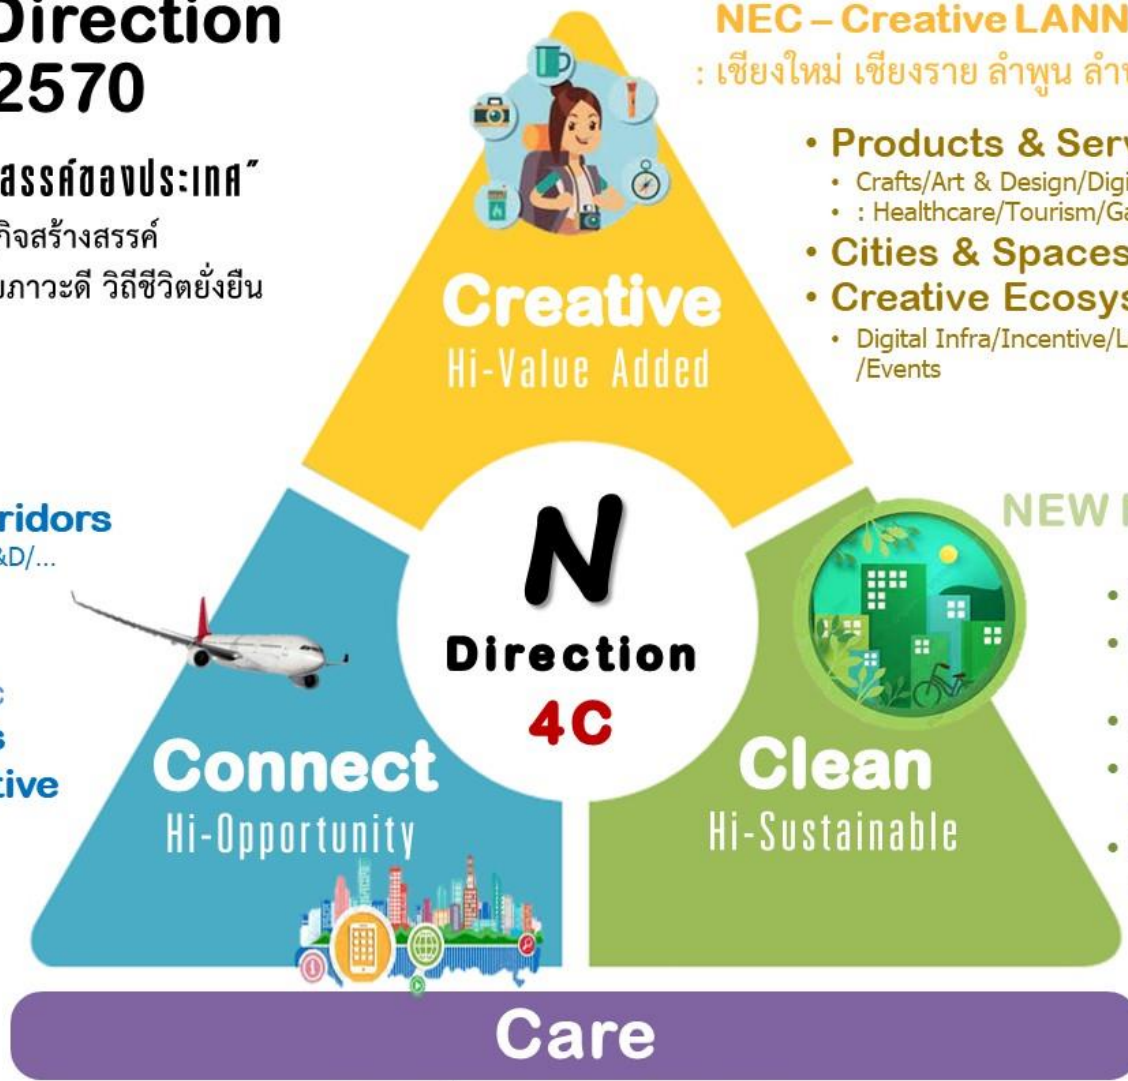 Direction
2570
สรรค์ของประเทศ"
กิจสร้างสรรค์
ภาวะดี วิถีชีวิตยั่งยืน
NEC – Creative LANN
: เชียงใหม่ เชียงราย ลำพูน
• Products & Serv
• Crafts/Art & Design/Digi
• : Healthcare/Tourism/Ga
• Cities & Spaces
• Creative Ecosys
• Digital Infra/Incentive/L
/Events
Creative
Hi-Value Added
ridors
&D/...
c
s
tive
N
Direction
4C
NEW
Connect
Hi-Opportunity
Clean
Hi-Sustainable
Care